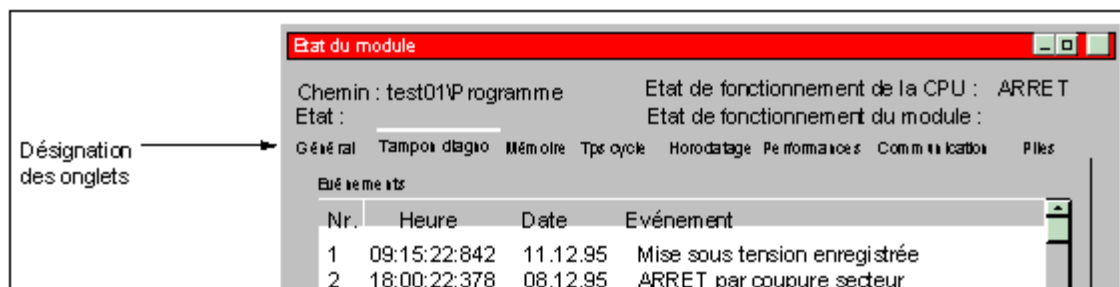 Etat du module
Chemin : test01\Programme Etat de fonctionnement de la CPU : ARRET
Etat : Etat de fonctionnement du module :
Désignation des onglets
Général Tampon diagno Mémoire Tps cycle Horodatage Performances Communication Piles
Evénements
Nr. Heure Date Evénement
1 09:15:22:842 11.12.95 Mise sous tension enregistrée
2 18:00:22:378 08.12.95 ARRET par coupure secteur